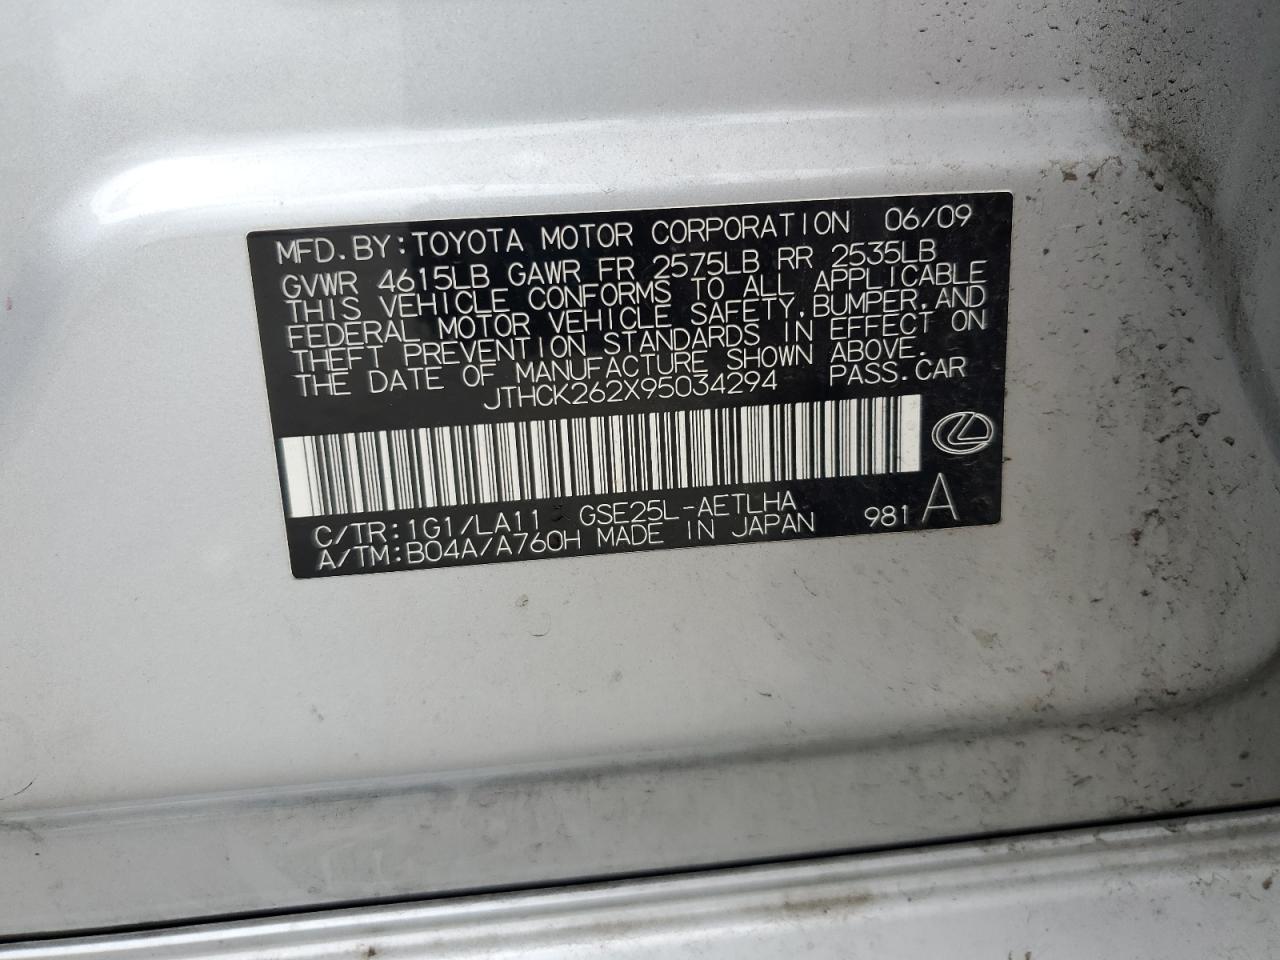 MFD. BY: TOYOTA MOTOR CORPORATION 06/09
GVWR 4615LB GAWR FR 2575LB RR 2535LB
THIS VEHICLE CONFORMS TO ALL APPLICABLE
FEDERAL MOTOR VEHICLE SAFETY, BUMPER, AND
THEFT PREVENTION STANDARDS IN EFFECT ON
THE DATE OF MANUFACTURE SHOWN ABOVE.
JTHCK262X95034294 PASS. CAR
C/TR: 1G1/LA11 GSE25L-AETLHA
A/TM: B04A/A760H MADE IN JAPAN 981 A